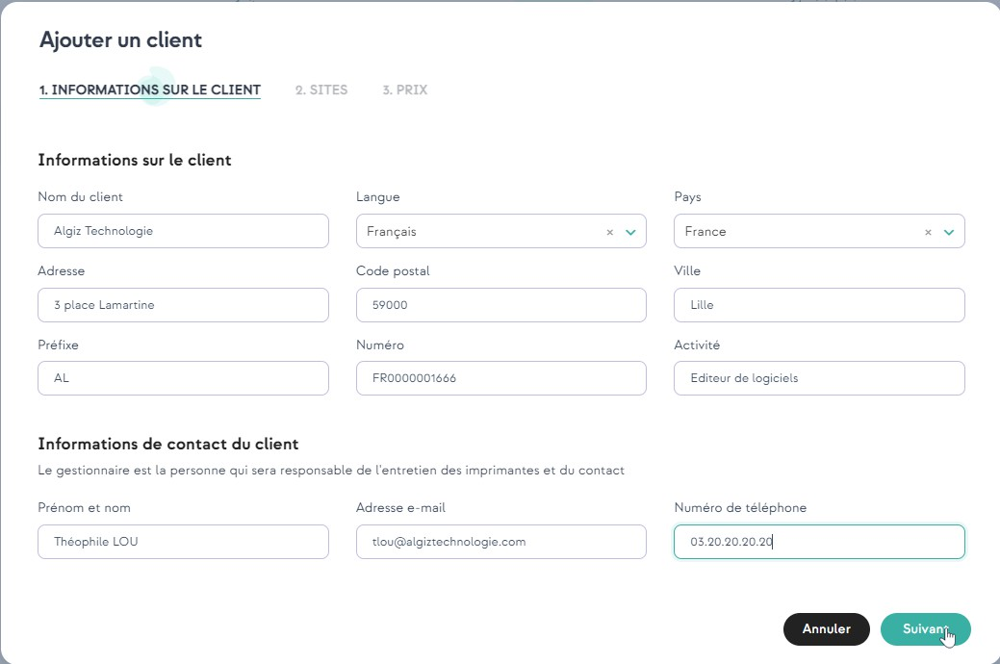 Ajouter un client
1. INFORMATIONS SUR LE CLIENT 2. SITES 3. PRIX
Informations sur le client
Nom du client Langue Pays
Algiz Technologie Français × France ×
Adresse Code postal Ville
3 place Lamartine 59000 Lille
Préfixe Numéro Activité
AL FR0000001666 Editeur de logiciels
Informations de contact du client
Le gestionnaire est la personne qui sera responsable de l'entretien des imprimantes et du contact
Prénom et nom Adresse e-mail Numéro de téléphone
Théophile LOU tlou@algiztechnologie.com 03.20.20.20.20
Annuler Suivant